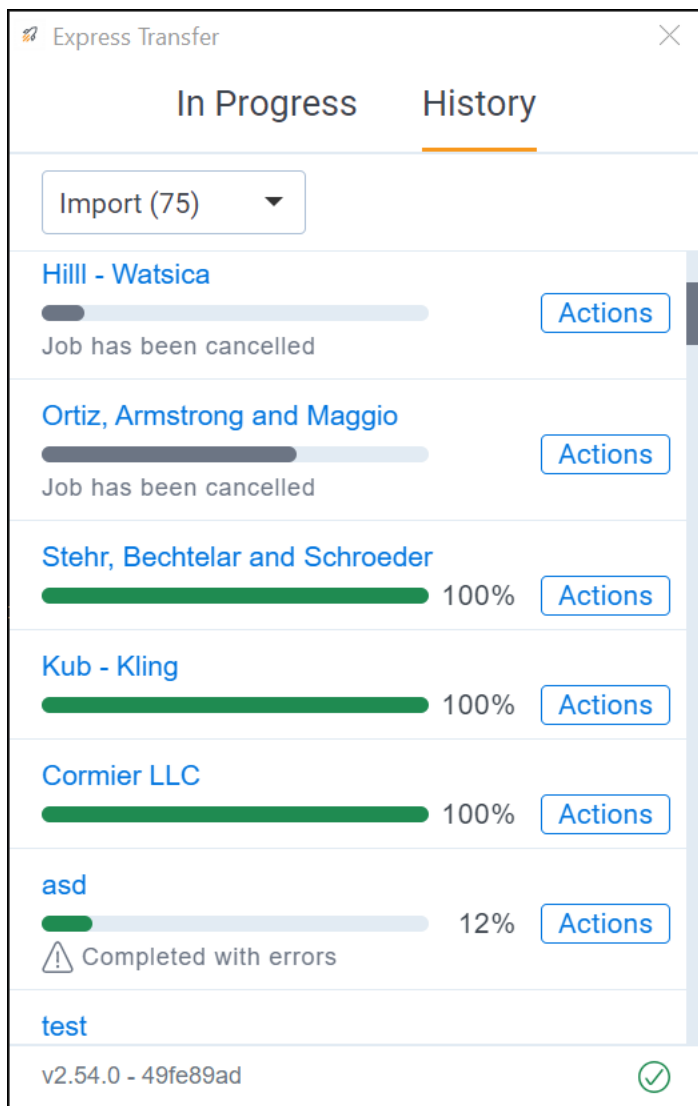 Express Transfer
In Progress History
Import (75)
Hilll - Watsica
Actions
Job has been cancelled
Ortiz, Armstrong and Maggio
Actions
Job has been cancelled
Stehr, Bechtelar and Schroeder
100% Actions
Kub - Kling
100% Actions
Cormier LLC
100% Actions
asd
12% Actions
Completed with errors
test
v2.54.0 - 49fe89ad